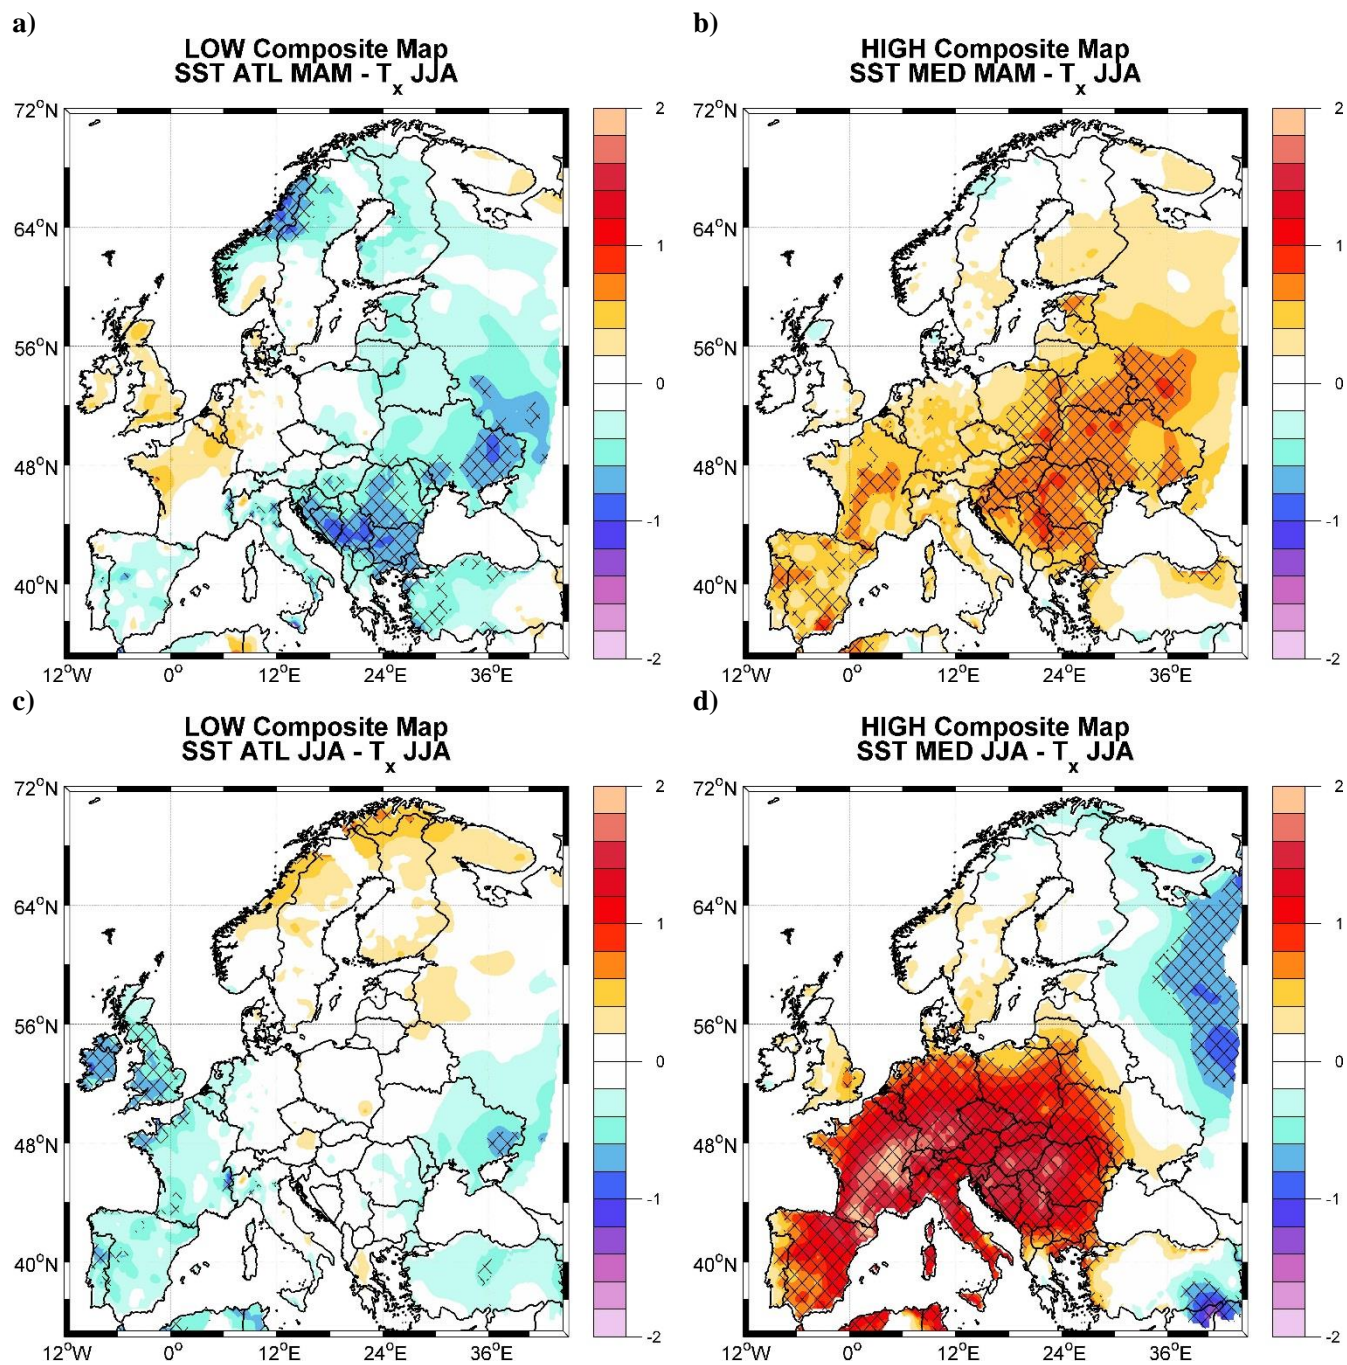 a)
LOW Composite Map
SST ATL MAM - Tx JJA
72°N
64°N
56°N
48°N
40°N
12°W 0° 12°E 24°E 36°E
2
1
0
-1
-2
b)
HIGH Composite Map
SST MED MAM - Tx JJA
72°N
64°N
56°N
48°N
40°N
12°W 0° 12°E 24°E 36°E
2
1
0
-1
-2
c)
LOW Composite Map
SST ATL JJA - Tx JJA
72°N
64°N
56°N
48°N
40°N
12°W 0° 12°E 24°E 36°E
2
1
0
-1
-2
d)
HIGH Composite Map
SST MED JJA - Tx JJA
72°N
64°N
56°N
48°N
40°N
12°W 0° 12°E 24°E 36°E
2
1
0
-1
-2